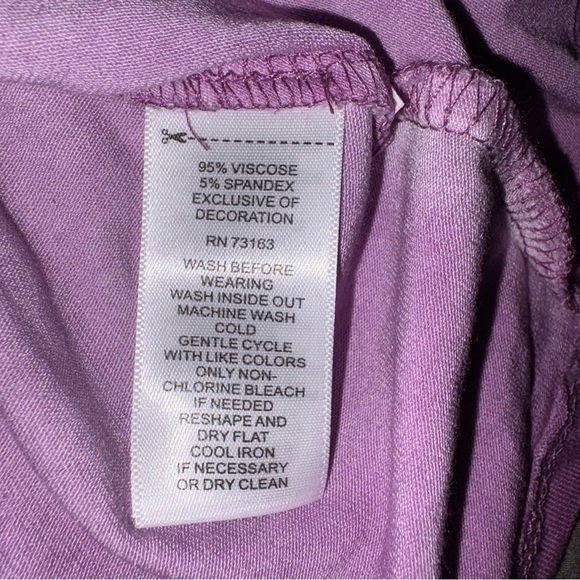 95% VISCOSE
5% SPANDEX
EXCLUSIVE OF
DECORATION
RN 73163
WASH BEFORE
WEARING
WASH INSIDE OUT
MACHINE WASH
COLD
GENTLE CYCLE
WITH LIKE COLORS
ONLY NON-
CHLORINE BLEACH
IF NEEDED
RESHAPE AND
DRY FLAT
COOL IRON
IF NECESSARY
OR DRY CLEAN